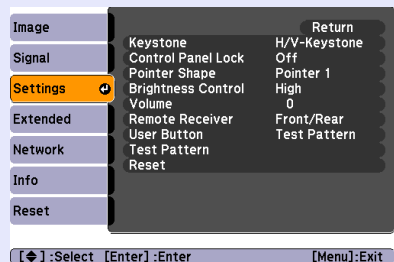 Image
Signal
Settings
Extended
Network
Info
Reset
Return
Keystone H/V-Keystone
Control Panel Lock Off
Pointer Shape Pointer 1
Brightness Control High
Volume 0
Remote Receiver Front/Rear
User Button Test Pattern
Test Pattern
Reset
[◆] :Select [Enter] :Enter [Menu]:Exit